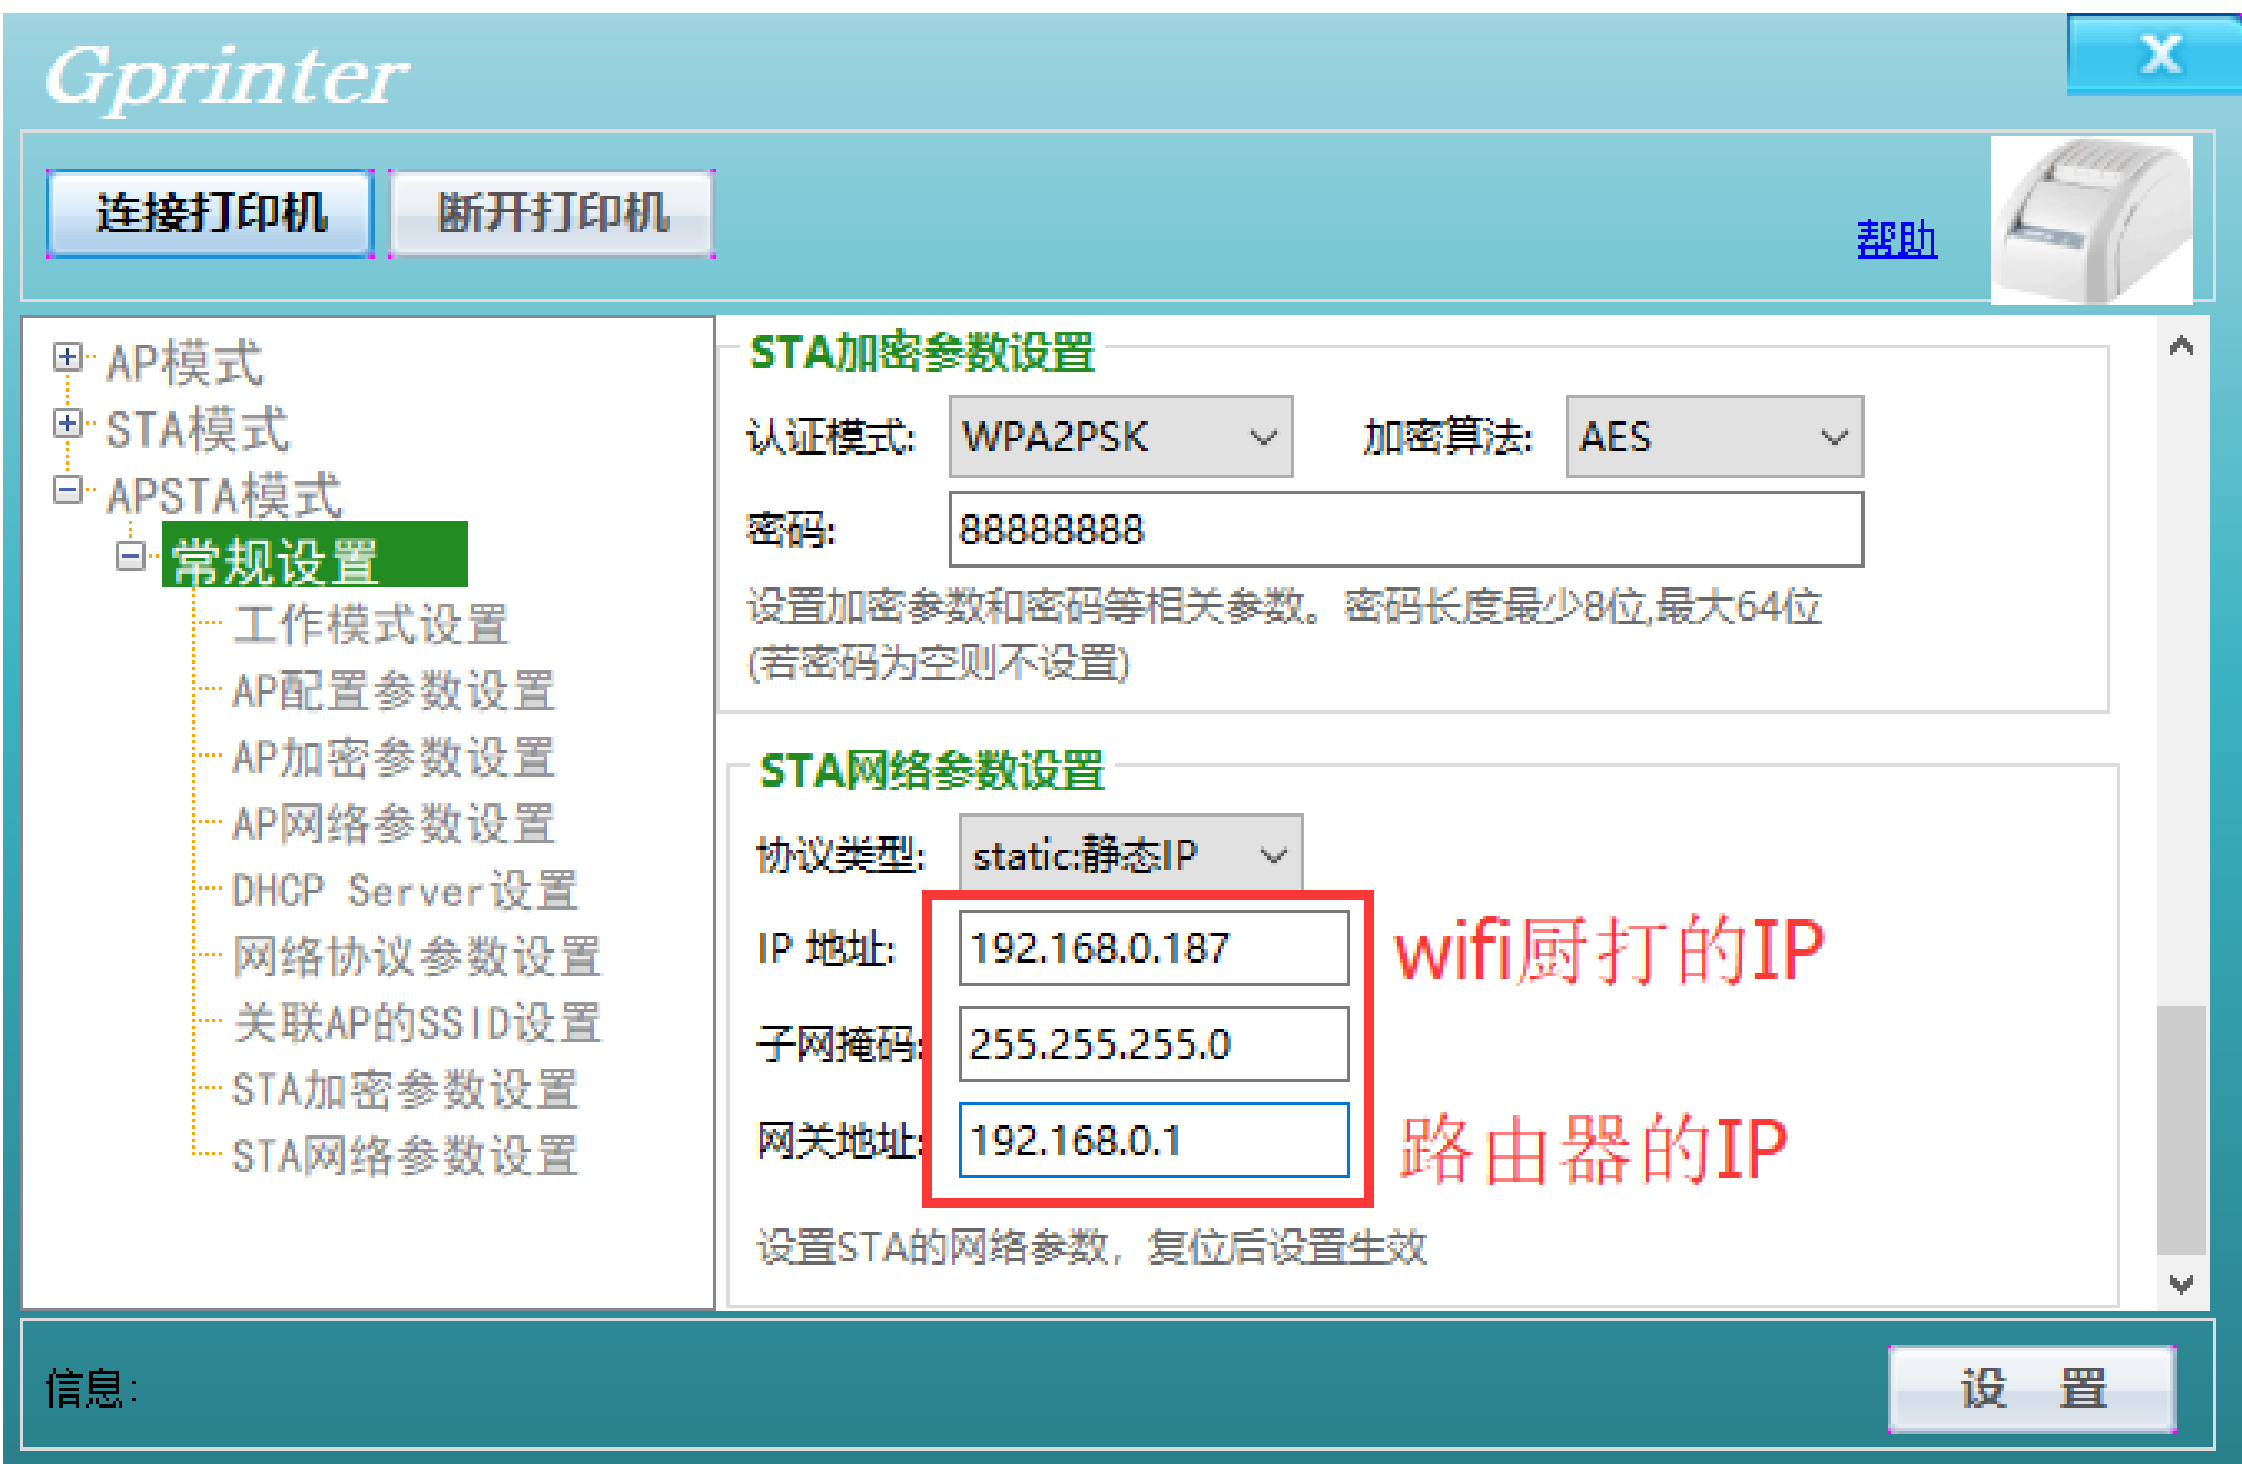 Gprinter
X
连接打印机 断开打印机
帮助
AP模式
STA模式
APSTA模式
常规设置
工作模式设置
AP配置参数设置
AP加密参数设置
AP网络参数设置
DHCP Server设置
网络协议参数设置
关联AP的SSID设置
STA加密参数设置
STA网络参数设置
STA加密参数设置
认证模式: WPA2PSK 加密算法: AES
密码: 88888888
设置加密参数和密码等相关参数。密码长度最少8位,最大64位
(若密码为空则不设置)
STA网络参数设置
协议类型: static:静态IP
IP 地址: 192.168.0.187 wifi厨打的IP
子网掩码: 255.255.255.0
网关地址: 192.168.0.1 路由器的IP
设置STA的网络参数，复位后设置生效
信息:
设 置